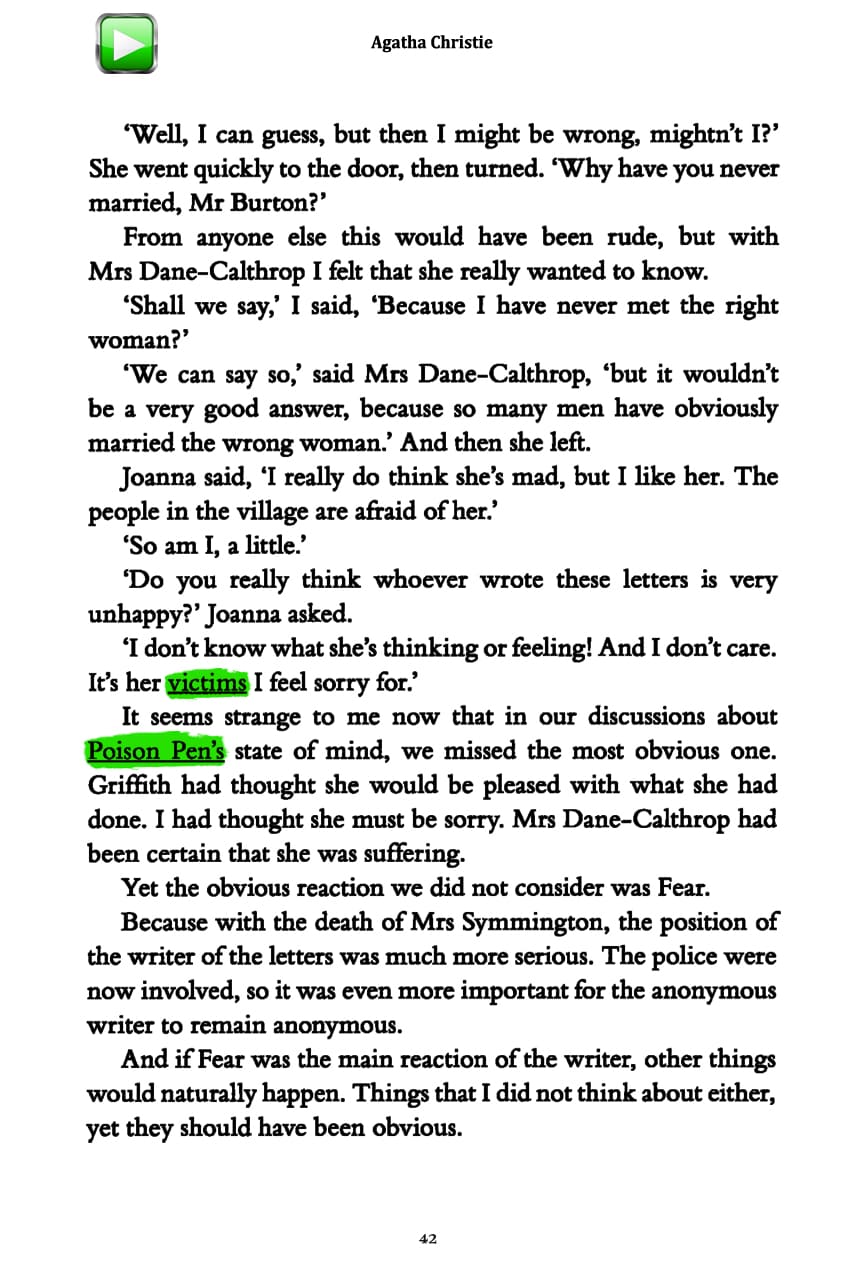 Agatha Christie
‘Well, I can guess, but then I might be wrong, mightn’t I?’
She went quickly to the door, then turned. ‘Why have you never
married, Mr Burton?’
From anyone else this would have been rude, but with
Mrs Dane-Calthrop I felt that she really wanted to know.
‘Shall we say,’ I said, ‘Because I have never met the right
woman?’
‘We can say so,’ said Mrs Dane-Calthrop, ‘but it wouldn’t
be a very good answer, because so many men have obviously
married the wrong woman.’ And then she left.
Joanna said, ‘I really do think she’s mad, but I like her. The
people in the village are afraid of her.’
‘So am I, a little.’
‘Do you really think whoever wrote these letters is very
unhappy?’ Joanna asked.
‘I don’t know what she’s thinking or feeling! And I don’t care.
It’s her victims I feel sorry for.’
It seems strange to me now that in our discussions about
Poison Pen’s state of mind, we missed the most obvious one.
Griffith had thought she would be pleased with what she had
done. I had thought she must be sorry. Mrs Dane-Calthrop had
been certain that she was suffering.
Yet the obvious reaction we did not consider was Fear.
Because with the death of Mrs Symmington, the position of
the writer of the letters was much more serious. The police were
now involved, so it was even more important for the anonymous
writer to remain anonymous.
And if Fear was the main reaction of the writer, other things
would naturally happen. Things that I did not think about either,
yet they should have been obvious.
42